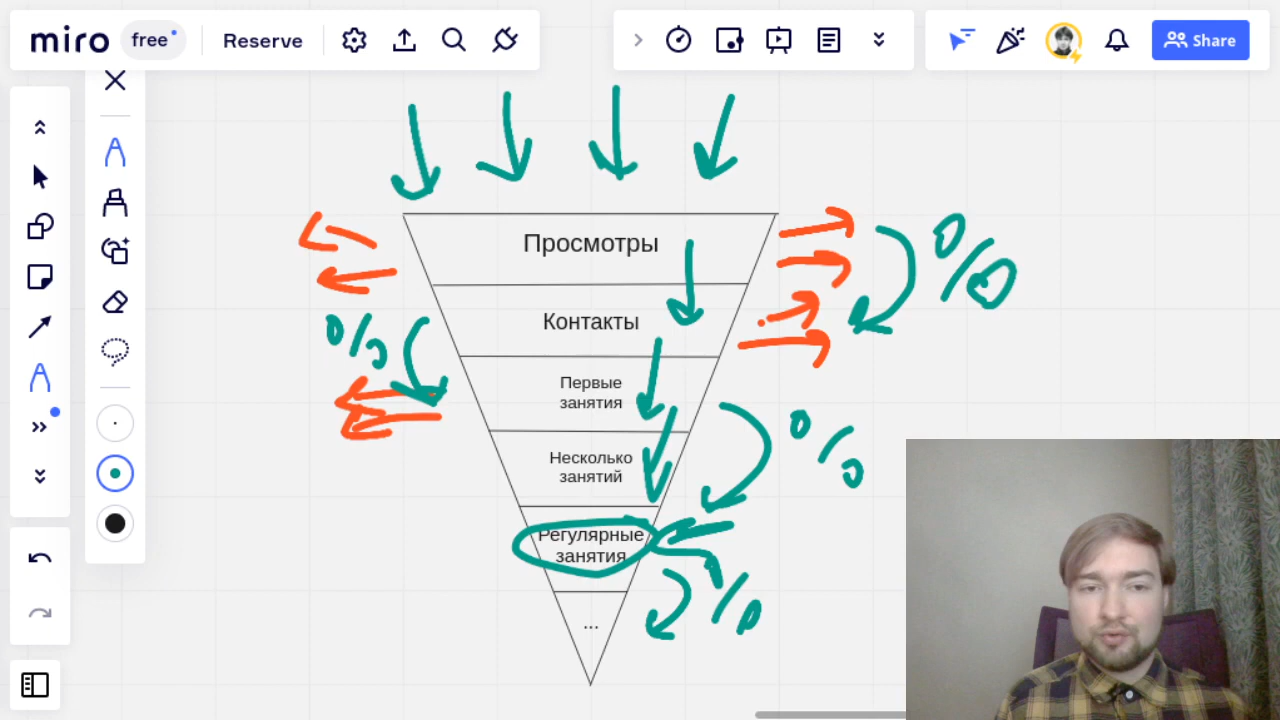 miro free Reserve Share
Просмотры
Контакты
Первые
занятия
Несколько
занятий
Регулярные
занятия
...
%
%
%
%